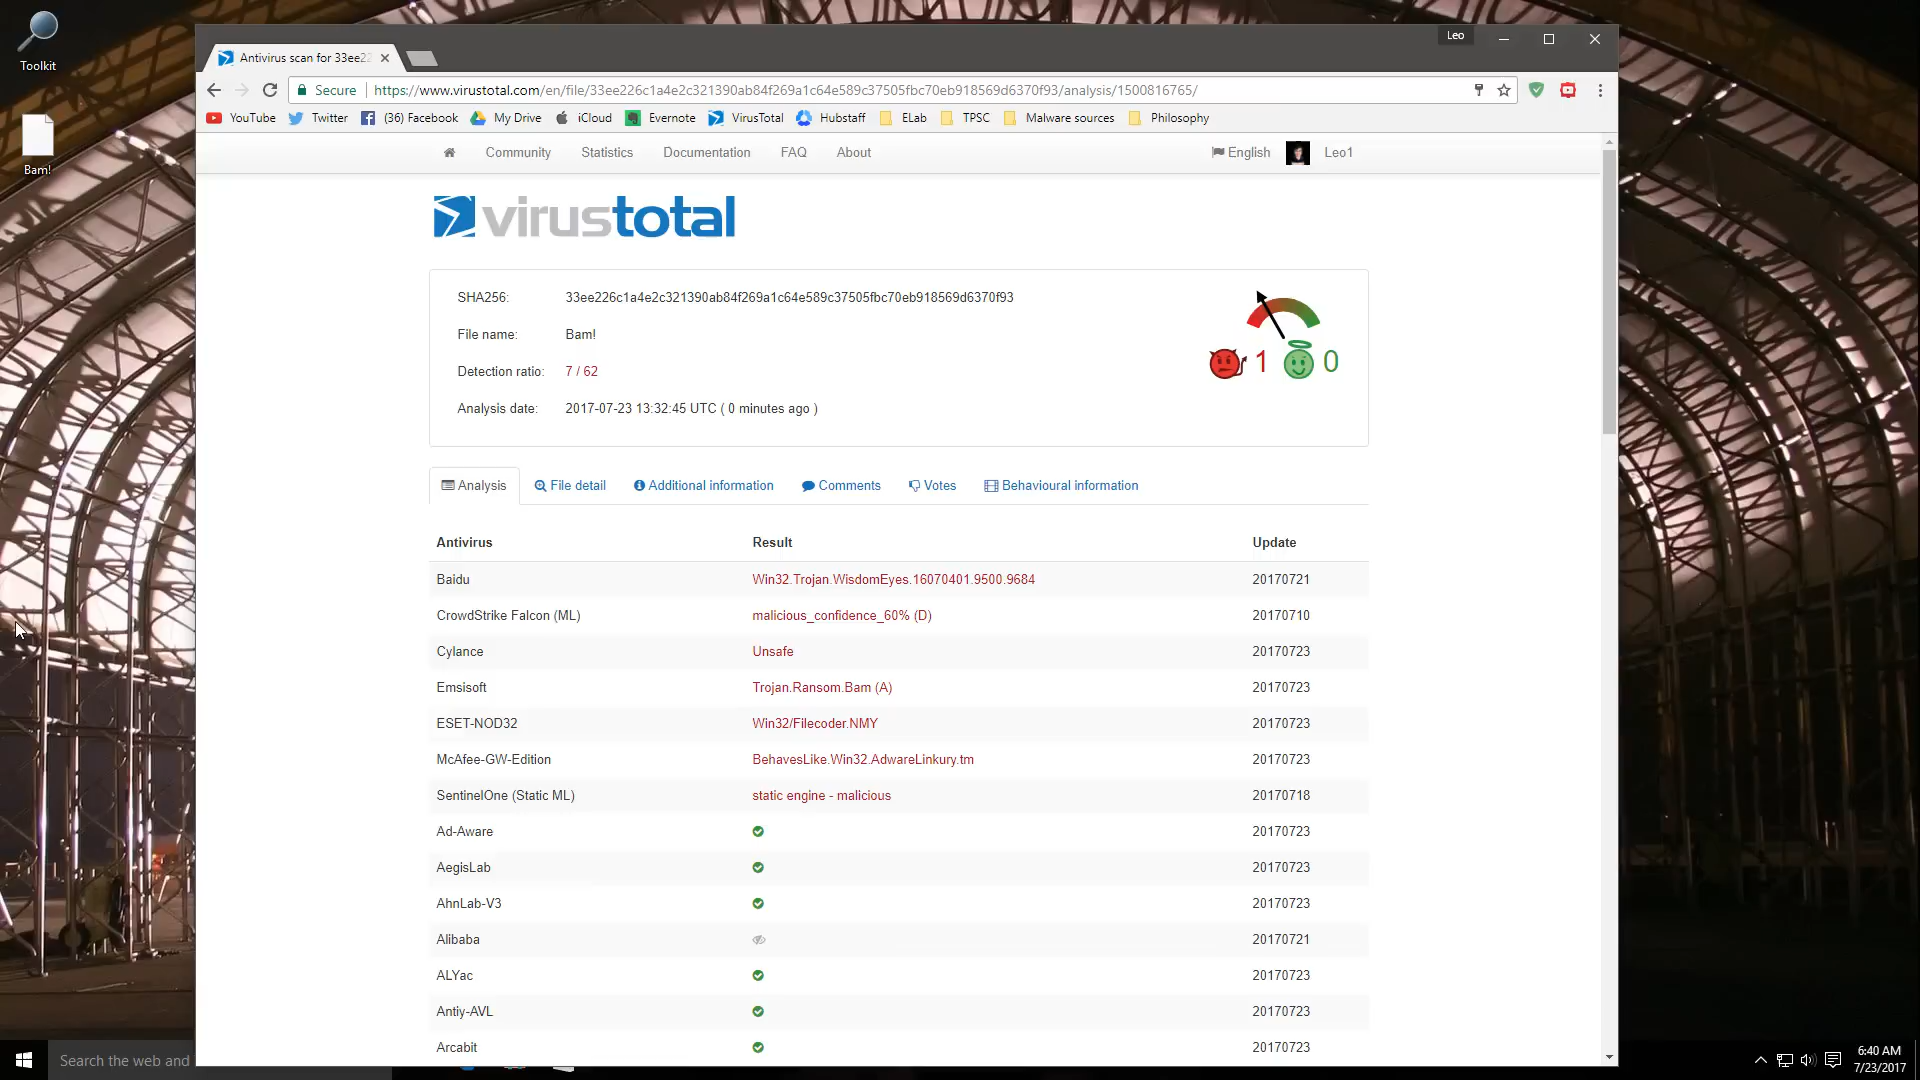 Toolkit
Bam!
Leo
Antivirus scan for 33ee22
Secure
https://www.virustotal.com/en/file/33ee226c1a4e2c321390ab84f269a1c64e589c37505fbc70eb918569d6370f93/analysis/1500816765/
YouTube Twitter (36) Facebook My Drive iCloud Evernote VirusTotal Hubstaff ELab TPSC Malware sources Philosophy
Community Statistics Documentation FAQ About English Leo1
virustotal
SHA256: 33ee226c1a4e2c321390ab84f269a1c64e589c37505fbc70eb918569d6370f93
File name: Bam!
Detection ratio: 7 / 62
Analysis date: 2017-07-23 13:32:45 UTC ( 0 minutes ago )
1 0
Analysis File detail Additional information Comments Votes Behavioural information
Antivirus Result Update
Baidu Win32.Trojan.WisdomEyes.16070401.9500.9684 20170721
CrowdStrike Falcon (ML) malicious_confidence_60% (D) 20170710
Cylance Unsafe 20170723
Emsisoft Trojan.Ransom.Bam (A) 20170723
ESET-NOD32 Win32/Filecoder.NMY 20170723
McAfee-GW-Edition BehavesLike.Win32.AdwareLinkury.tm 20170723
SentinelOne (Static ML) static engine - malicious 20170718
Ad-Aware 20170723
AegisLab 20170723
AhnLab-V3 20170723
Alibaba 20170721
ALYac 20170723
Antiy-AVL 20170723
Arcabit 20170723
Search the web and
6:40 AM
7/23/2017